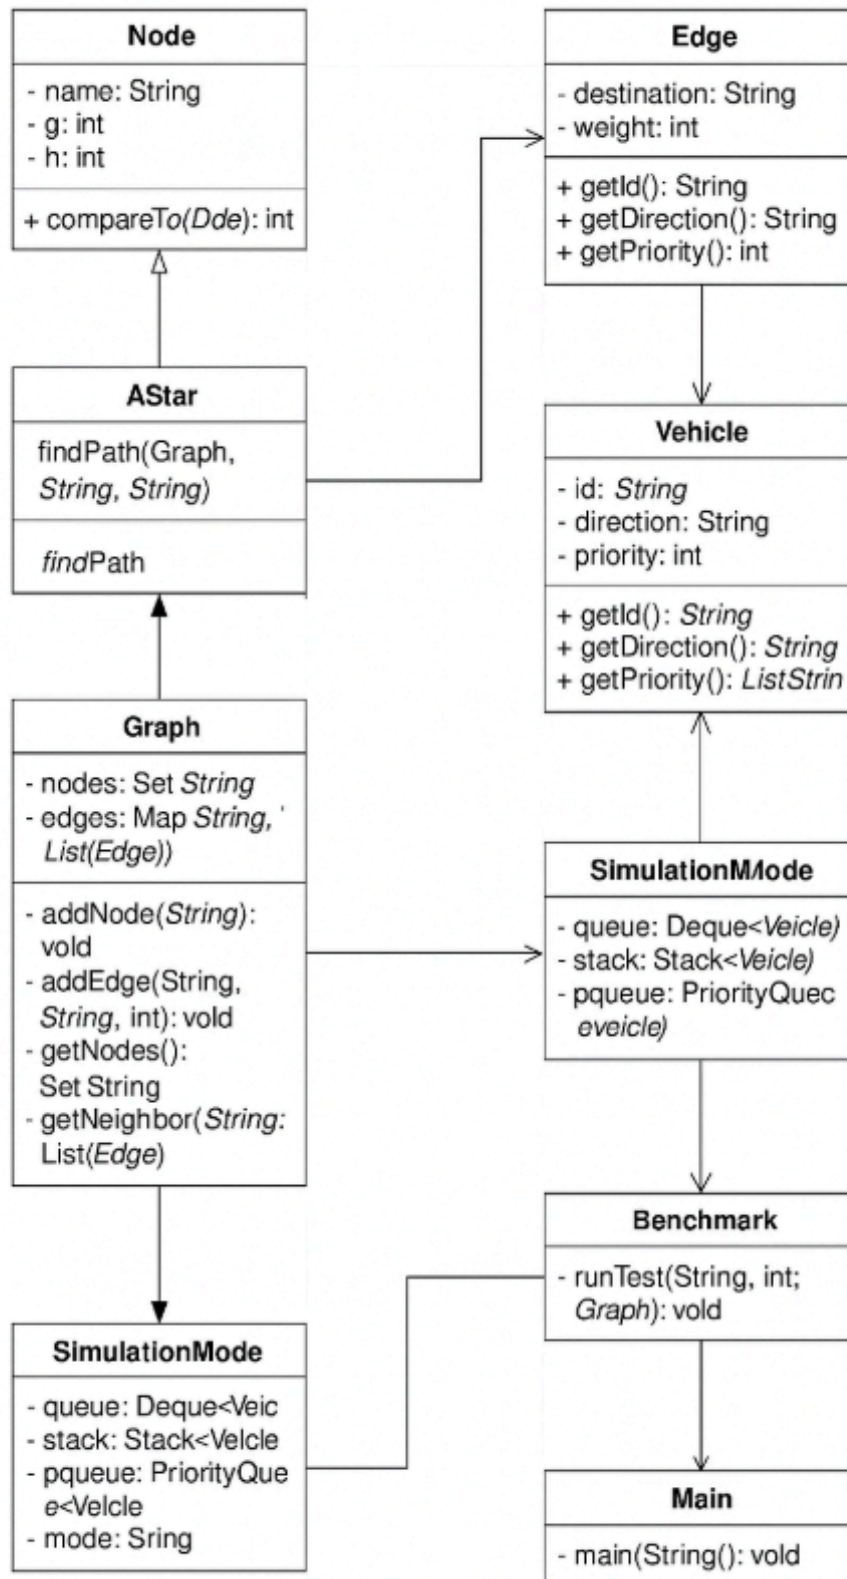 Node
- name: String
- g: int
- h: int
+ compareTo(Dde): int
AStar
findPath(Graph,
String, String)
findPath
Graph
- nodes: Set String
- edges: Map String, '
List(Edge))
- addNode(String):
vold
- addEdge(String,
String, int): vold
- getNodes():
Set String
- getNeighbor(String:
List(Edge)
SimulationMode
- queue: Deque<Veic
- stack: Stack<Velcle
- pqueue: PriorityQue
e<Velcle
- mode: Sring
Edge
- destination: String
- weight: int
+ getId(): String
+ getDirection(): String
+ getPriority(): int
Vehicle
- id: String
- direction: String
- priority: int
+ getId(): String
+ getDirection(): String
+ getPriority(): ListStrin
SimulationM/lode
- queue: Deque<Veicle)
- stack: Stack<Veicle)
- pqueue: PriorityQuec
eveicle)
Benchmark
- runTest(String, int;
Graph): vold
Main
- main(String(): vold